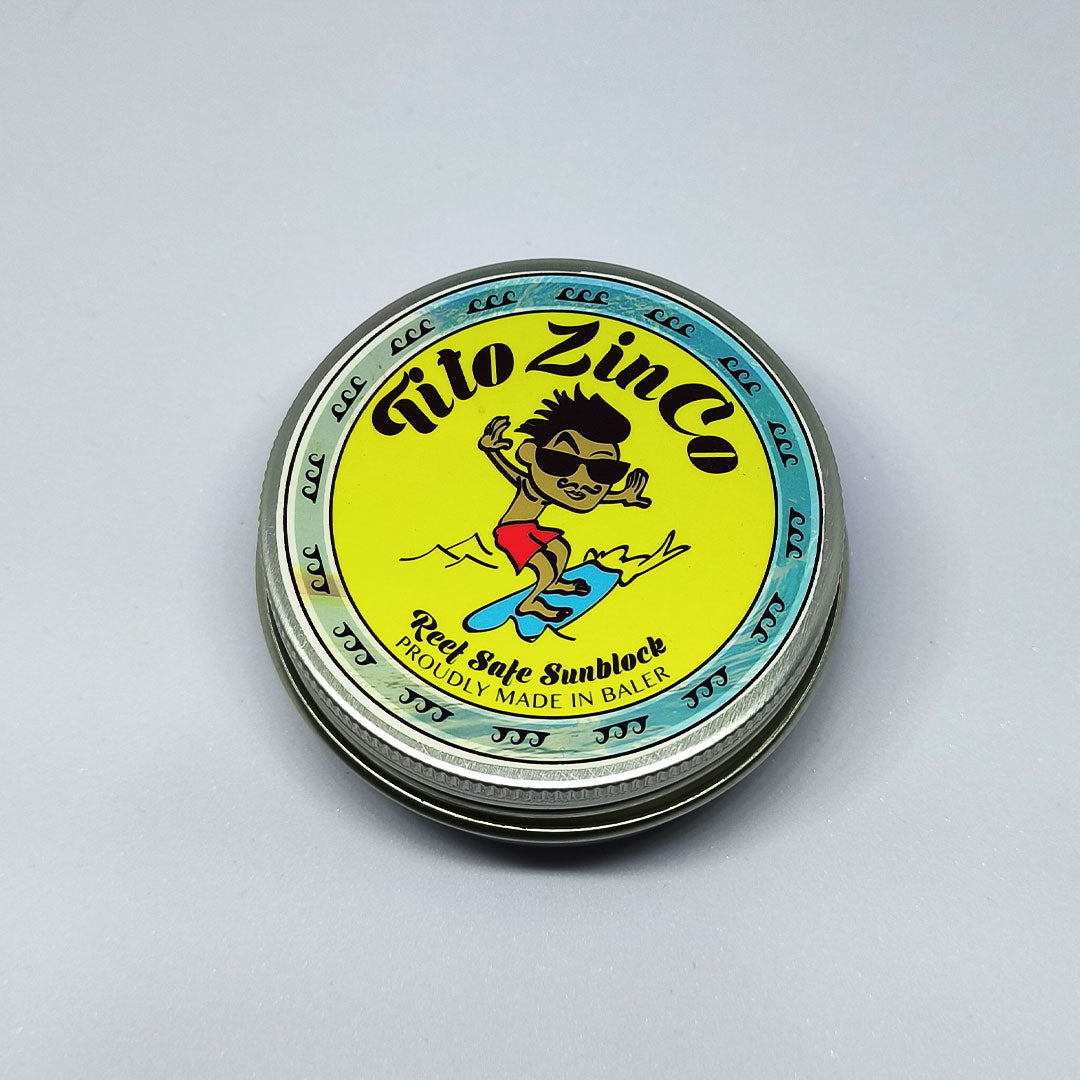 Tito ZinCo
Reef Safe Sunblock
PROUDLY MADE IN BALER